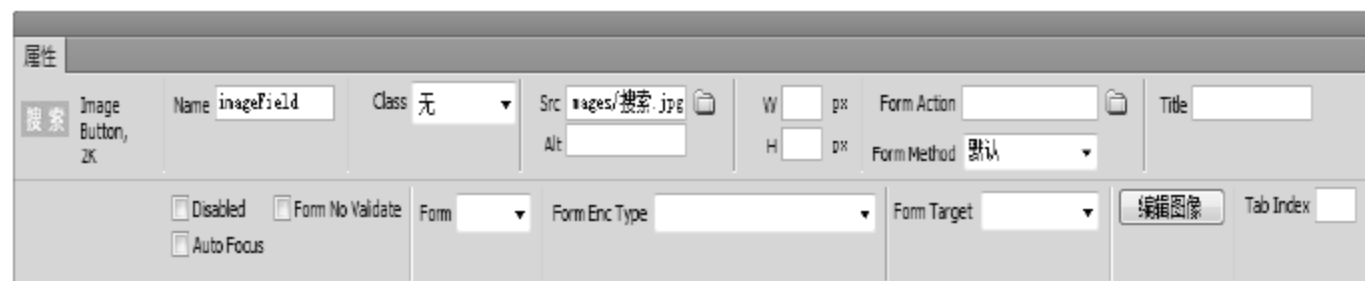 属性
搜索 Image Button, 2K Name imageField Class 无 Src mages/搜索.jpg W px Form Action Title
Alt H px Form Method 默认
Disabled Form No Validate Form Form Enc Type Form Target 编辑图像 Tab Index
Auto Focus